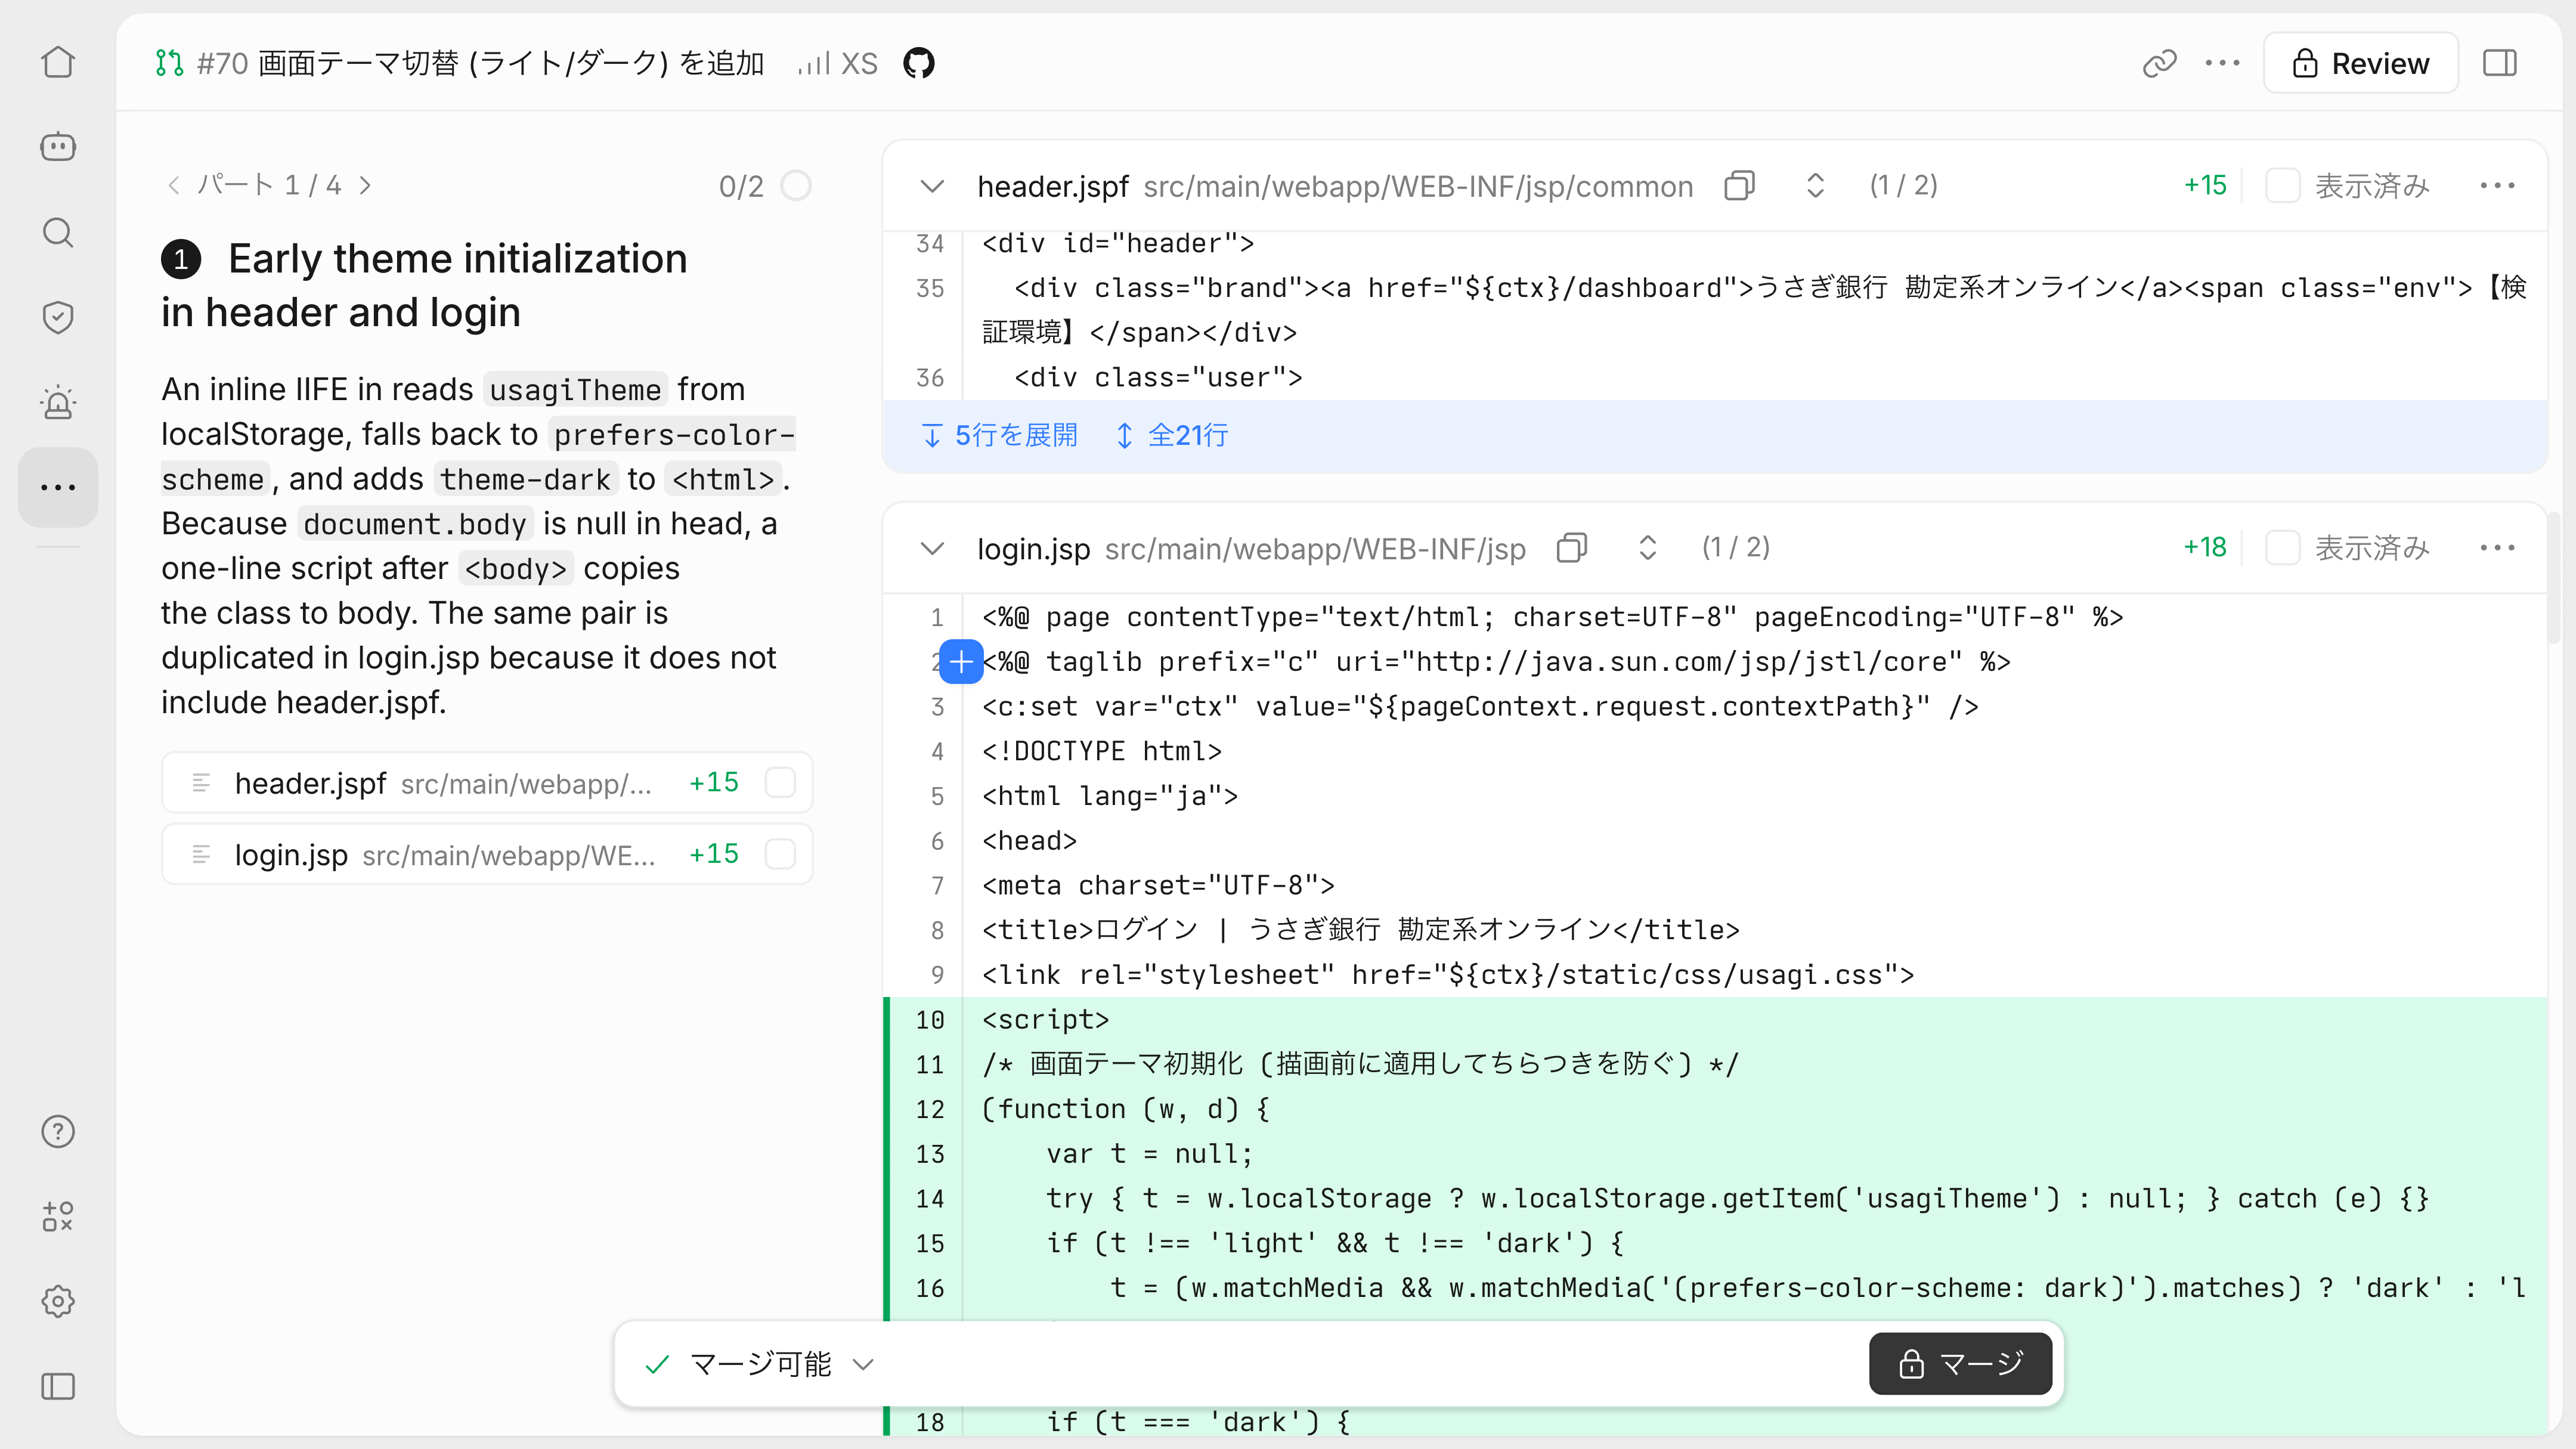 #70 画面テーマ切替 (ライト/ダーク) を追加 XS
Review
パート 1 / 4
0/2
1 Early theme initialization
in header and login
An inline IIFE in reads usagiTheme from
localStorage, falls back to prefers-color-
scheme, and adds theme-dark to <html>.
Because document.body is null in head, a
one-line script after <body> copies
the class to body. The same pair is
duplicated in login.jsp because it does not
include header.jspf.
header.jspf src/main/webapp/... +15
login.jsp src/main/webapp/WE... +15
header.jspf src/main/webapp/WEB-INF/jsp/common (1 / 2) +15 表示済み
34 <div id="header">
35 <div class="brand"><a href="${ctx}/dashboard">うさぎ銀行 勘定系オンライン</a><span class="env">【検
証環境】</span></div>
36 <div class="user">
5行を展開 全21行
login.jsp src/main/webapp/WEB-INF/jsp (1 / 2) +18 表示済み
1 <%@ page contentType="text/html; charset=UTF-8" pageEncoding="UTF-8" %>
2 <%@ taglib prefix="c" uri="http://java.sun.com/jsp/jstl/core" %>
3 <c:set var="ctx" value="${pageContext.request.contextPath}" />
4 <!DOCTYPE html>
5 <html lang="ja">
6 <head>
7 <meta charset="UTF-8">
8 <title>ログイン | うさぎ銀行 勘定系オンライン</title>
9 <link rel="stylesheet" href="${ctx}/static/css/usagi.css">
10 <script>
11 /* 画面テーマ初期化 (描画前に適用してちらつきを防ぐ) */
12 (function (w, d) {
13 var t = null;
14 try { t = w.localStorage ? w.localStorage.getItem('usagiTheme') : null; } catch (e) {}
15 if (t !== 'light' && t !== 'dark') {
16 t = (w.matchMedia && w.matchMedia('(prefers-color-scheme: dark)').matches) ? 'dark' : 'l
マージ可能
マージ
18 if (t === 'dark') {